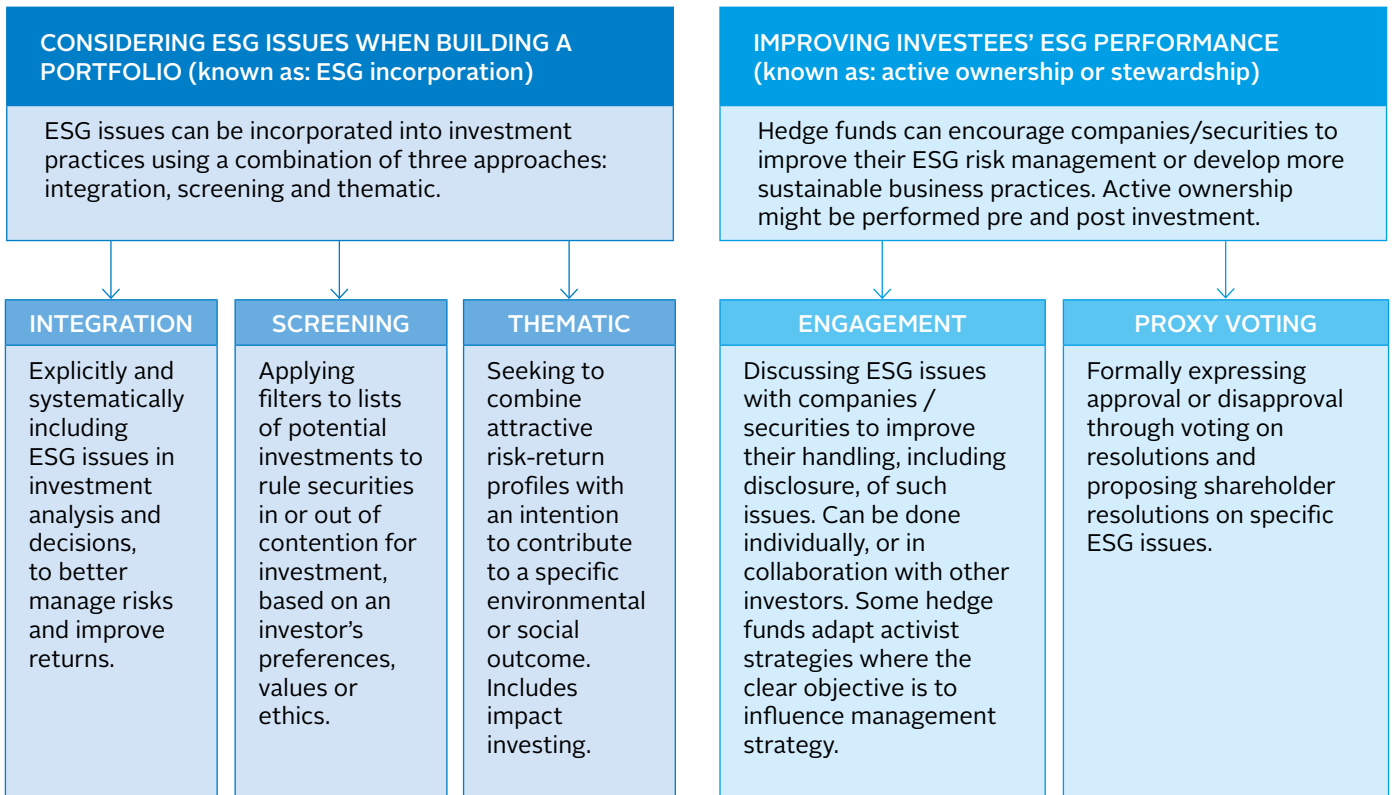 CONSIDERING ESG ISSUES WHEN BUILDING A
PORTFOLIO (known as: ESG incorporation)
ESG issues can be incorporated into investment
practices using a combination of three approaches:
integration, screening and thematic.
INTEGRATION
Explicitly and
systematically
including
ESG issues in
investment
analysis and
decisions,
to better
manage risks
and improve
returns.
SCREENING
Applying
filters to lists
of potential
investments to
rule securities
in or out of
contention for
investment,
based on an
investor’s
preferences,
values or
ethics.
THEMATIC
Seeking to
combine
attractive
risk-return
profiles with
an intention
to contribute
to a specific
environmental
or social
outcome.
Includes
impact
investing.
IMPROVING INVESTEES’ ESG PERFORMANCE
(known as: active ownership or stewardship)
Hedge funds can encourage companies/securities to
improve their ESG risk management or develop more
sustainable business practices. Active ownership
might be performed pre and post investment.
ENGAGEMENT
Discussing ESG issues
with companies /
securities to improve
their handling, including
disclosure, of such
issues. Can be done
individually, or in
collaboration with other
investors. Some hedge
funds adapt activist
strategies where the
clear objective is to
influence management
strategy.
PROXY VOTING
Formally expressing
approval or disapproval
through voting on
resolutions and
proposing shareholder
resolutions on specific
ESG issues.